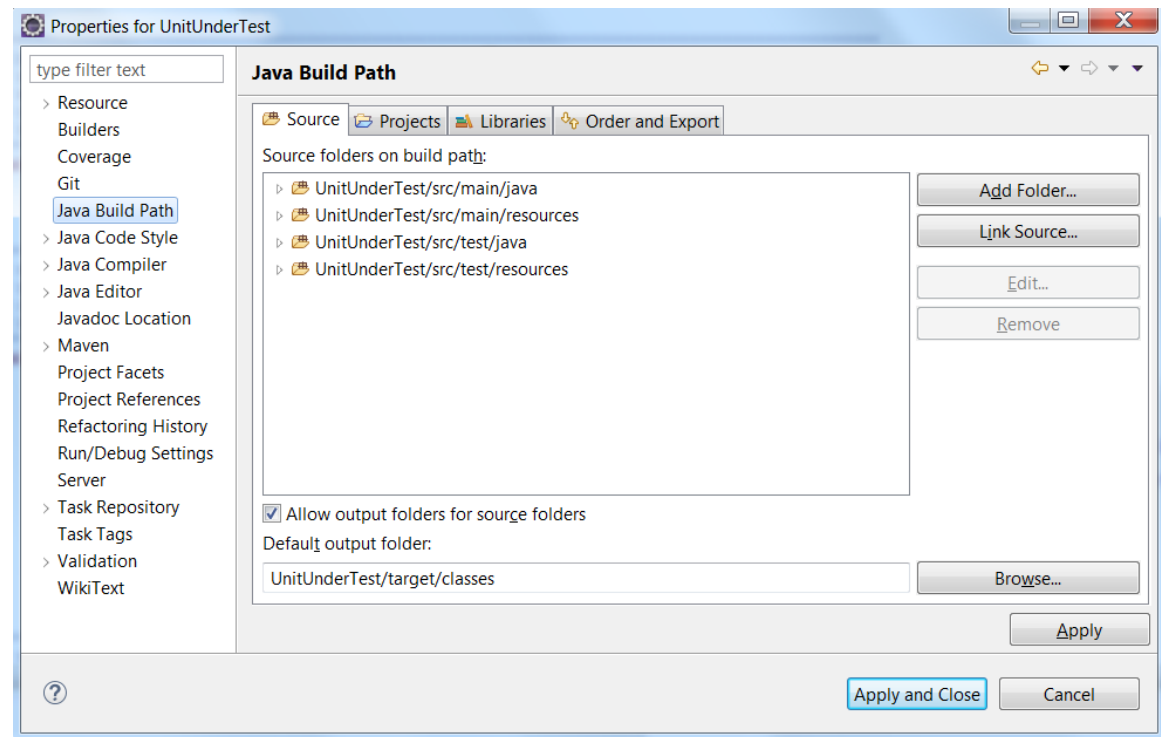 Properties for UnitUnderTest
type filter text
Resource
Builders
Coverage
Git
Java Build Path
Java Code Style
Java Compiler
Java Editor
Javadoc Location
Maven
Project Facets
Project References
Refactoring History
Run/Debug Settings
Server
Task Repository
Task Tags
Validation
WikiText
Java Build Path
Source Projects Libraries Order and Export
Source folders on build path:
UnitUnderTest/src/main/java
UnitUnderTest/src/main/resources
UnitUnderTest/src/test/java
UnitUnderTest/src/test/resources
Add Folder...
Link Source...
Edit...
Remove
Allow output folders for source folders
Default output folder:
UnitUnderTest/target/classes
Browse...
Apply
?
Apply and Close
Cancel